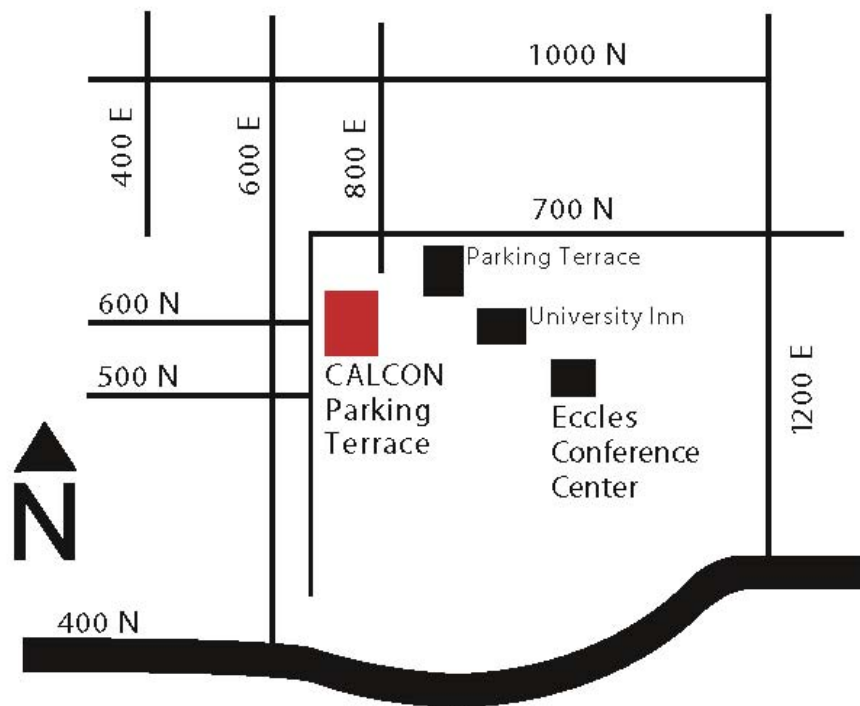 1000 N
400 E
600 E
800 E
700 N
Parking Terrace
600 N
University Inn
CALCON
Parking
Terrace
500 N
1200 E
Eccles
Conference
Center
N
400 N